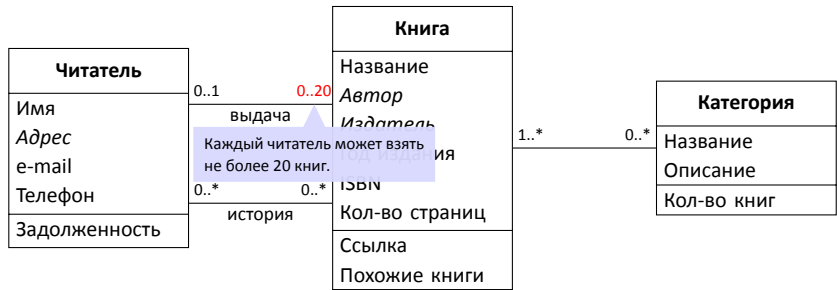 Читатель
Имя
Адрес
e-mail
Телефон
Задолженность
0..1
0..20
выдача
Каждый читатель может взять
не более 20 книг.
0..*
0..*
история
Книга
Название
Автор
Издатель
Год издания
ISBN
Кол-во страниц
Ссылка
Похожие книги
1..*
0..*
Категория
Название
Описание
Кол-во книг